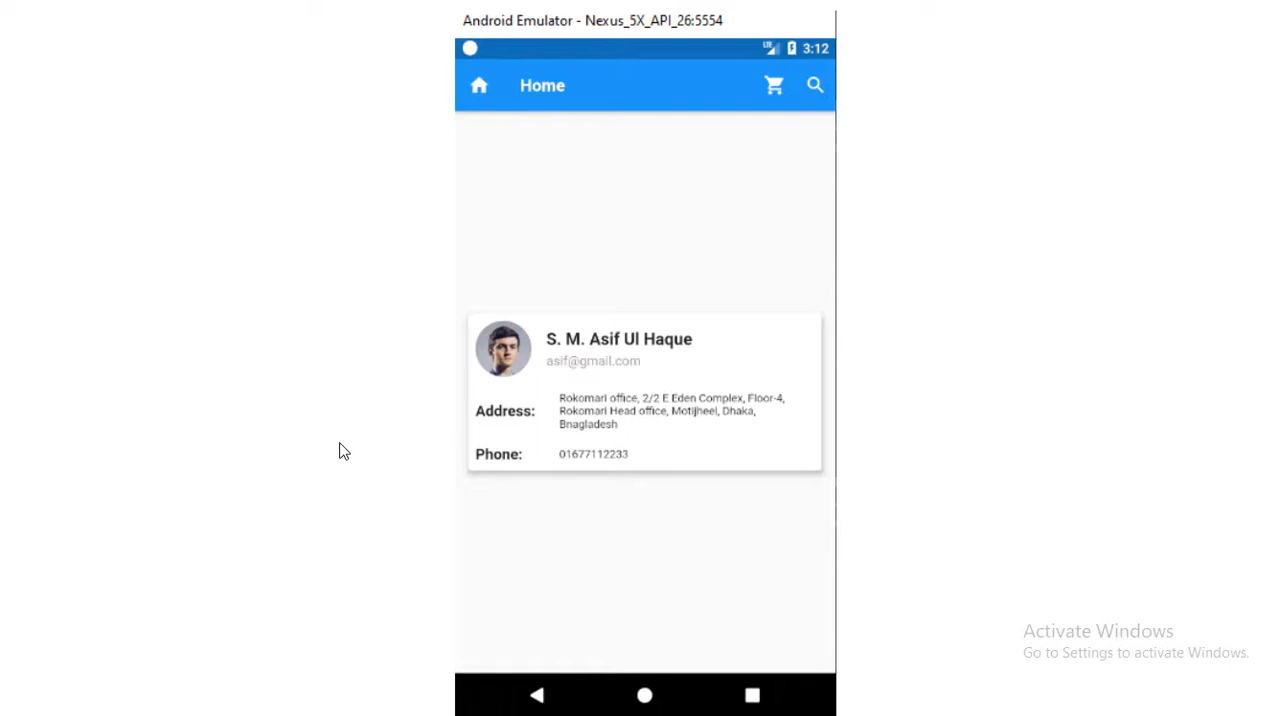 Android Emulator - Nexus_5X_API_26:5554
LTE 3:12
Home
S. M. Asif Ul Haque
asif@gmail.com
Address: Rokomari office, 2/2 E Eden Complex, Floor-4,
Rokomari Head office, Motijheel, Dhaka,
Bnagladesh
Phone: 01677112233
Activate Windows
Go to Settings to activate Windows.